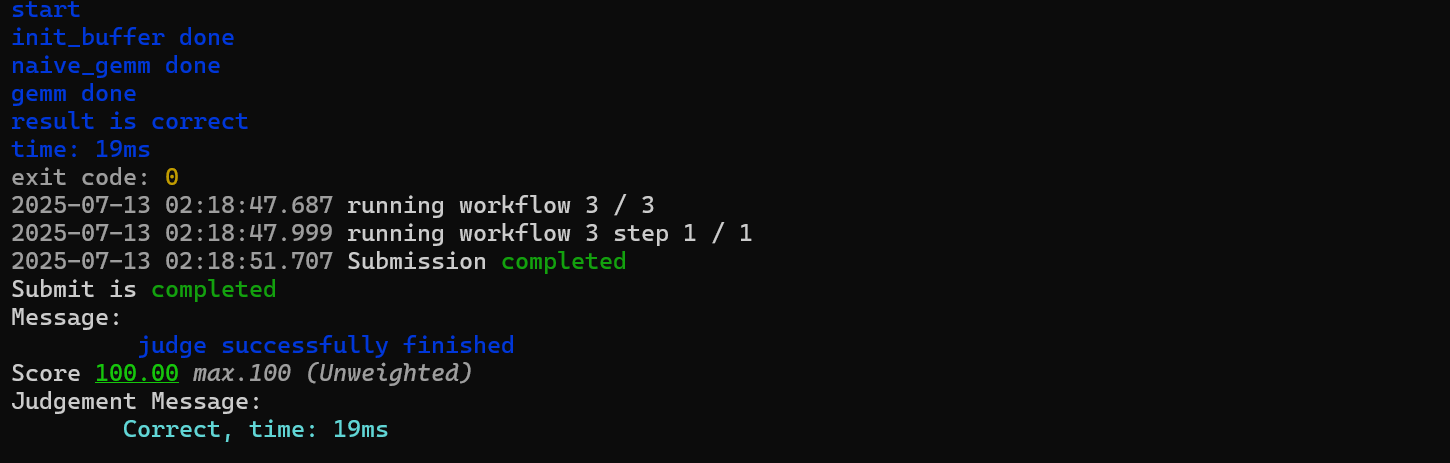 start
init_buffer done
naive_gemm done
gemm done
result is correct
time: 19ms
exit code: 0
2025-07-13 02:18:47.687 running workflow 3 / 3
2025-07-13 02:18:47.999 running workflow 3 step 1 / 1
2025-07-13 02:18:51.707 Submission completed
Submit is completed
Message:
judge successfully finished
Score 100.00 max.100 (Unweighted)
Judgement Message:
Correct, time: 19ms